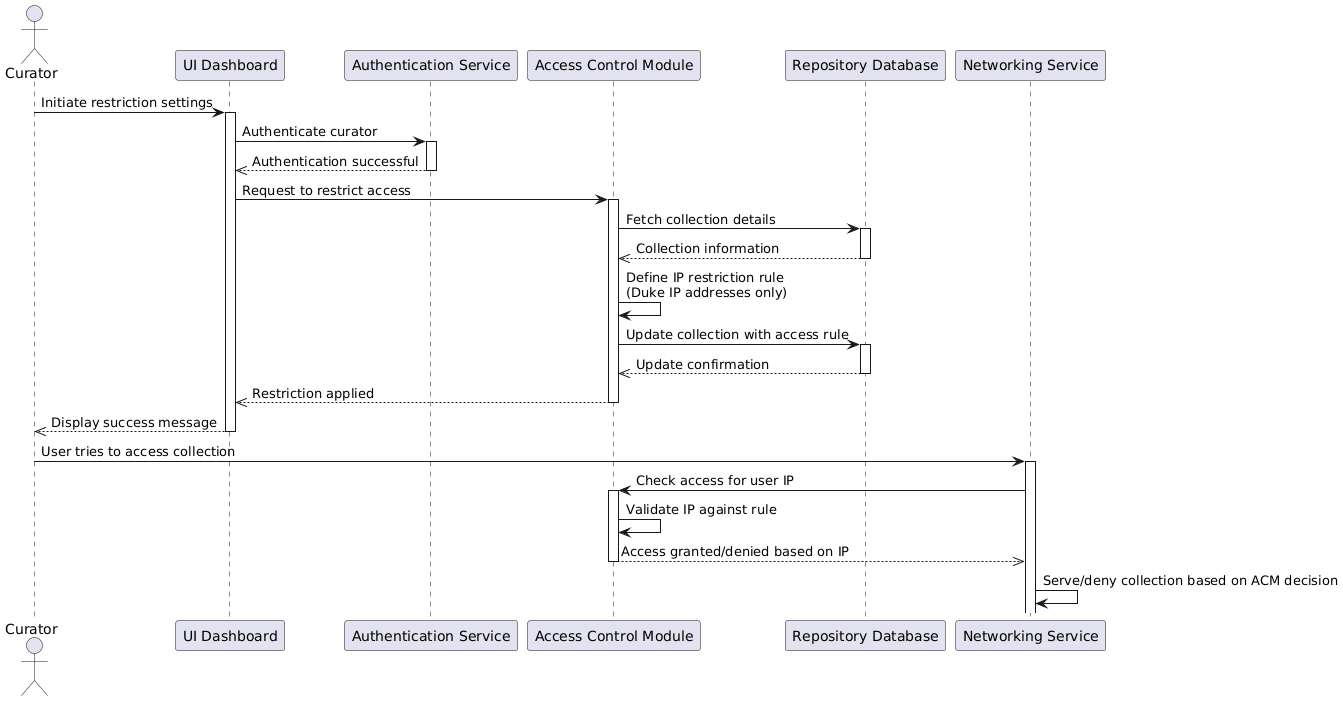 Curator
UI Dashboard
Authentication Service
Access Control Module
Repository Database
Networking Service
Initiate restriction settings
Authenticate curator
Authentication successful
Request to restrict access
Fetch collection details
Collection information
Define IP restriction rule
(Duke IP addresses only)
Update collection with access rule
Update confirmation
Restriction applied
Display success message
User tries to access collection
Check access for user IP
Validate IP against rule
Access granted/denied based on IP
Serve/deny collection based on ACM decision
Curator
UI Dashboard
Authentication Service
Access Control Module
Repository Database
Networking Service